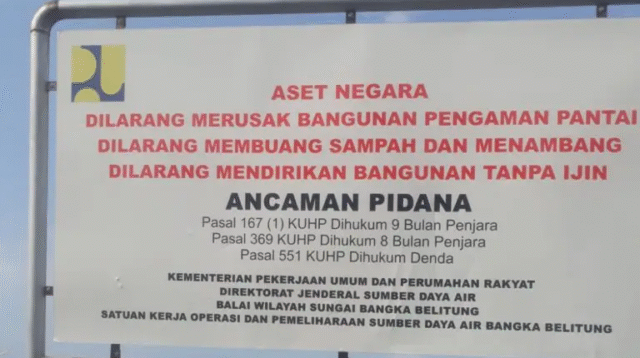 ASET NEGARA
DILARANG MERUSAK BANGUNAN PENGAMAN PANTAI
DILARANG MEMBUANG SAMPAH DAN MENAMBANG
DILARANG MENDIRIKAN BANGUNAN TANPA IJIN
ANCAMAN PIDANA
Pasal 167 (1) KUHP Dihukum 9 Bulan Penjara
Pasal 369 KUHP Dihukum 8 Bulan Penjara
Pasal 551 KUHP Dihukum Denda
KEMENTERIAN PEKERJAAN UMUM DAN PERUMAHAN RAKYAT
DIREKTORAT JENDERAL SUMBER DAYA AIR
BALAI WILAYAH SUNGAI BANGKA BELITUNG
SATUAN KERJA OPERASI DAN PEMELIHARAAN SUMBER DAYA AIR BANGKA BELITUNG